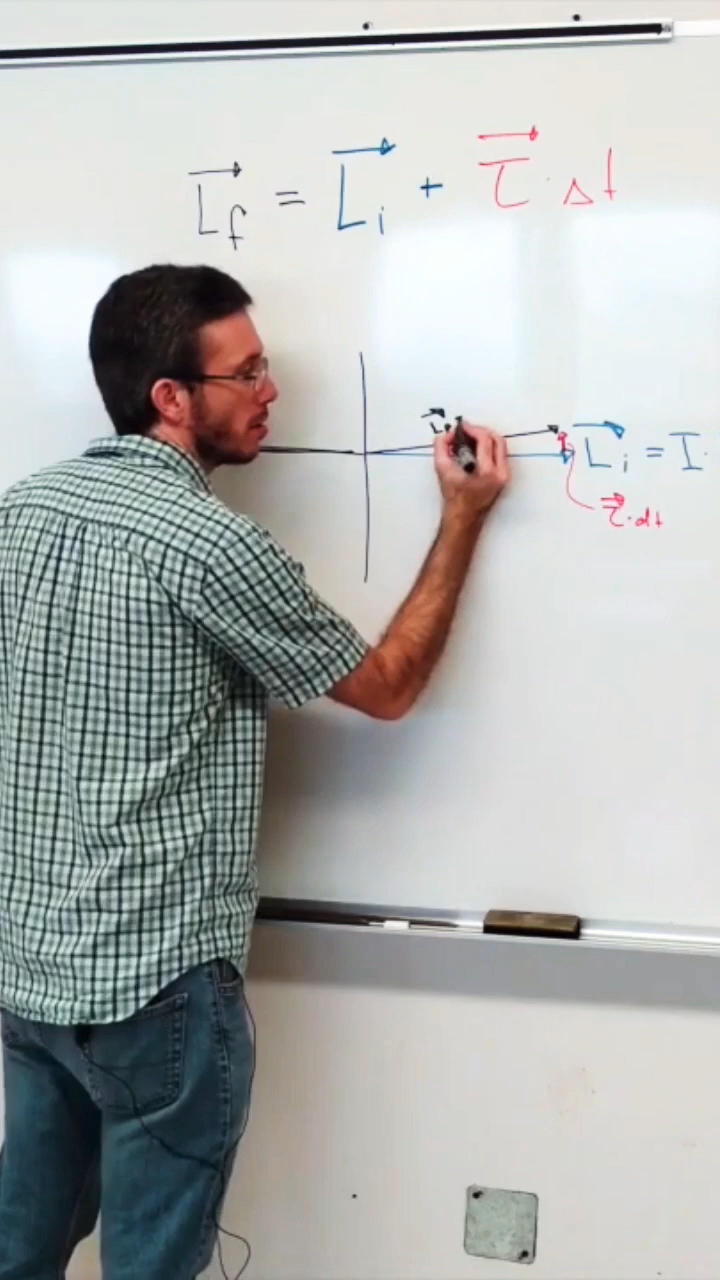 L⃗f = L⃗i + τ⃗ · Δt
L⃗i = I ·
τ⃗ · dt